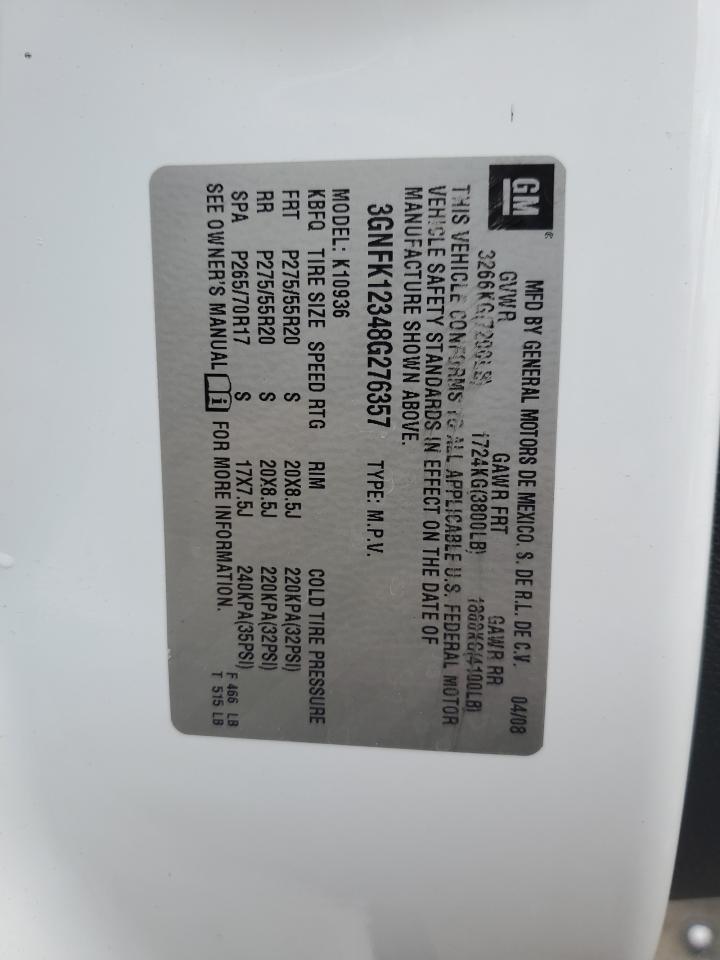 GM®
MFD BY GENERAL MOTORS DE MEXICO. S. DE R.L. DE C.V. 04/08
GVWR GAWR FRT GAWR RR
3266KG(7200LB) 1724KG(3800LB) 1860KG(4100LB)
THIS VEHICLE CONFORMS TO ALL APPLICABLE U.S. FEDERAL MOTOR
VEHICLE SAFETY STANDARDS IN EFFECT ON THE DATE OF
MANUFACTURE SHOWN ABOVE.
3GNFK12348G276357 TYPE: M.P.V.
MODEL: K10936
KBFQ TIRE SIZE SPEED RTG RIM COLD TIRE PRESSURE
FRT P275/55R20 S 20X8.5J 220KPA(32PSI)
RR P275/55R20 S 20X8.5J 220KPA(32PSI)
SPA P265/70R17 S 17X7.5J 240KPA(35PSI)
SEE OWNER'S MANUAL i FOR MORE INFORMATION.
F 466 LB
T 515 LB